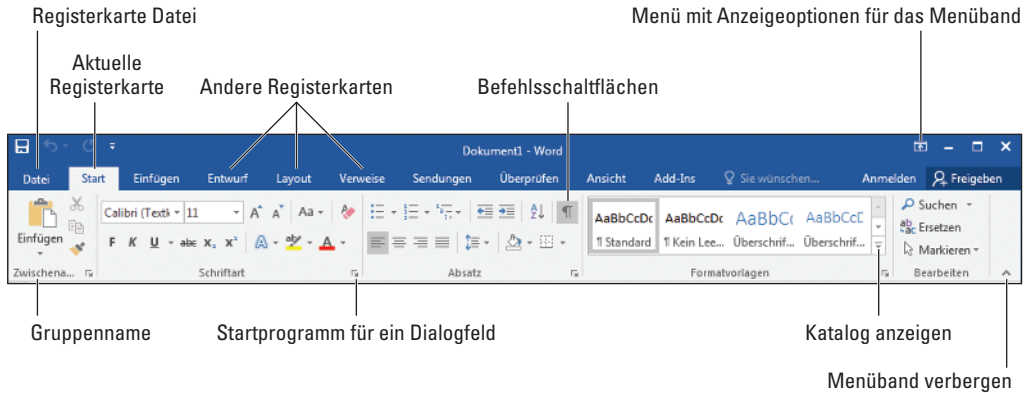 Registerkarte Datei
Menü mit Anzeigeoptionen für das Menüband
Aktuelle
Registerkarte
Andere Registerkarten
Befehlsschaltflächen
Dokument1 - Word
Datei Start Einfügen Entwurf Layout Verweise Sendungen Überprüfen Ansicht Add-Ins Sie wünschen... Anmelden Freigeben
Calibri (Textk 11 A A Aa
AaBbCcDc AaBbCcDc AaBbCc AaBbCcE
Suchen
Ersetzen
Markieren
Einfügen
F K U abc X₂ X² A A
¶ Standard ¶ Kein Lee... Überschrif... Überschrif...
Zwischena... Schriftart Absatz Formatvorlagen Bearbeiten
Gruppenname
Startprogramm für ein Dialogfeld
Katalog anzeigen
Menüband verbergen